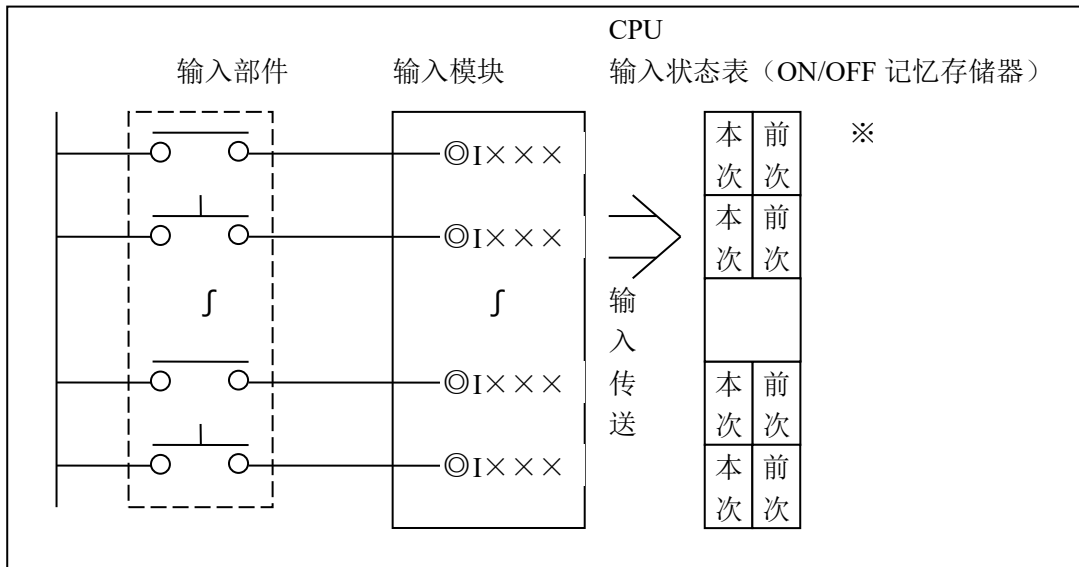 CPU
输入部件 输入模块 输入状态表（ON/OFF 记忆存储器）
◎I××× 本次 前次 ※
◎I××× 本次 前次
∫ ∫
输入传送
◎I××× 本次 前次
◎I××× 本次 前次